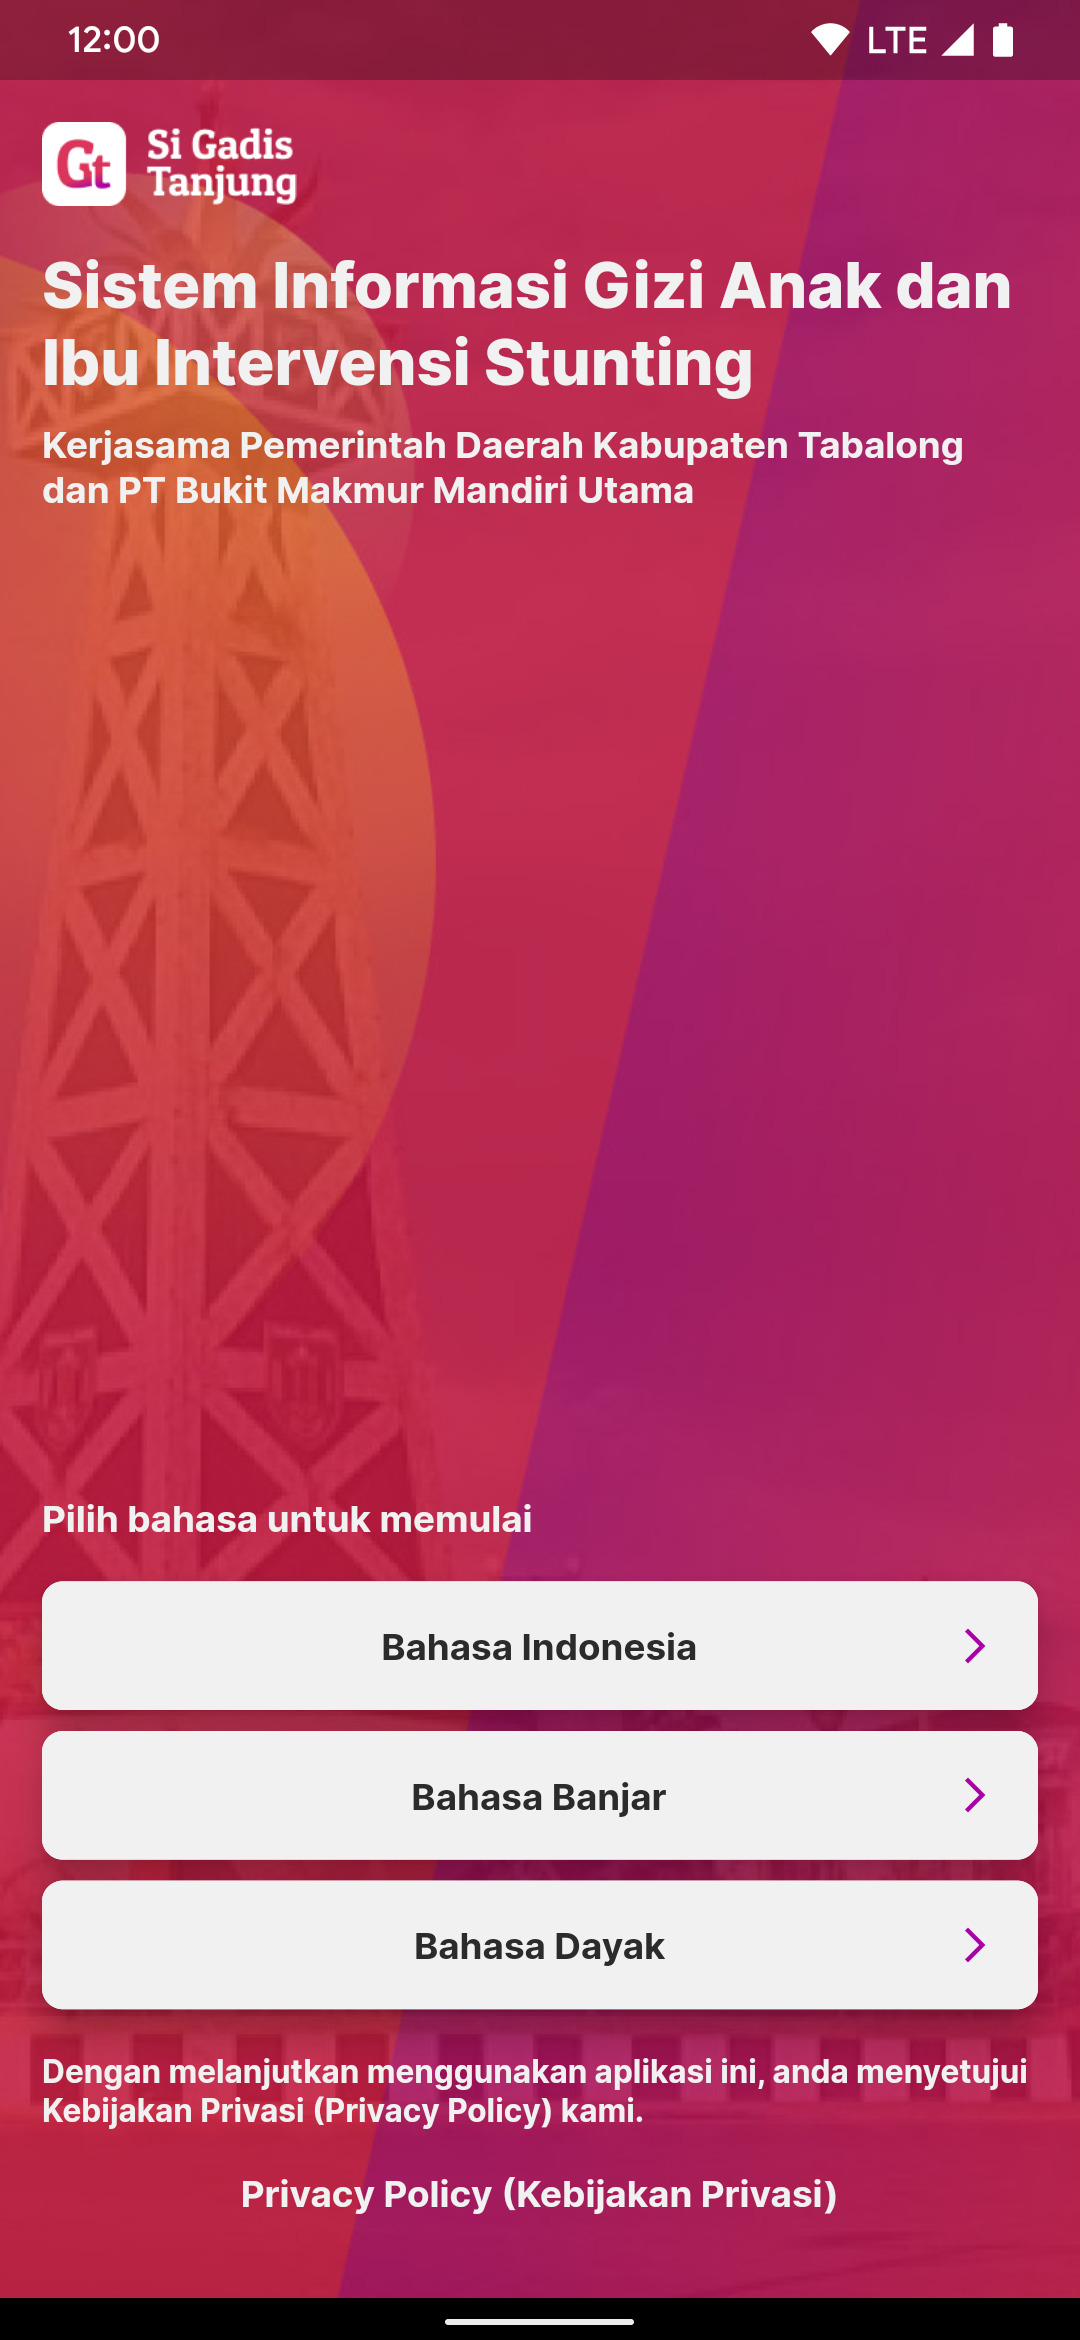 12:00
LTE
Gt
Si Gadis
Tanjung
Sistem Informasi Gizi Anak dan
Ibu Intervensi Stunting
Kerjasama Pemerintah Daerah Kabupaten Tabalong
dan PT Bukit Makmur Mandiri Utama
Pilih bahasa untuk memulai
Bahasa Indonesia
Bahasa Banjar
Bahasa Dayak
Dengan melanjutkan menggunakan aplikasi ini, anda menyetujui
Kebijakan Privasi (Privacy Policy) kami.
Privacy Policy (Kebijakan Privasi)